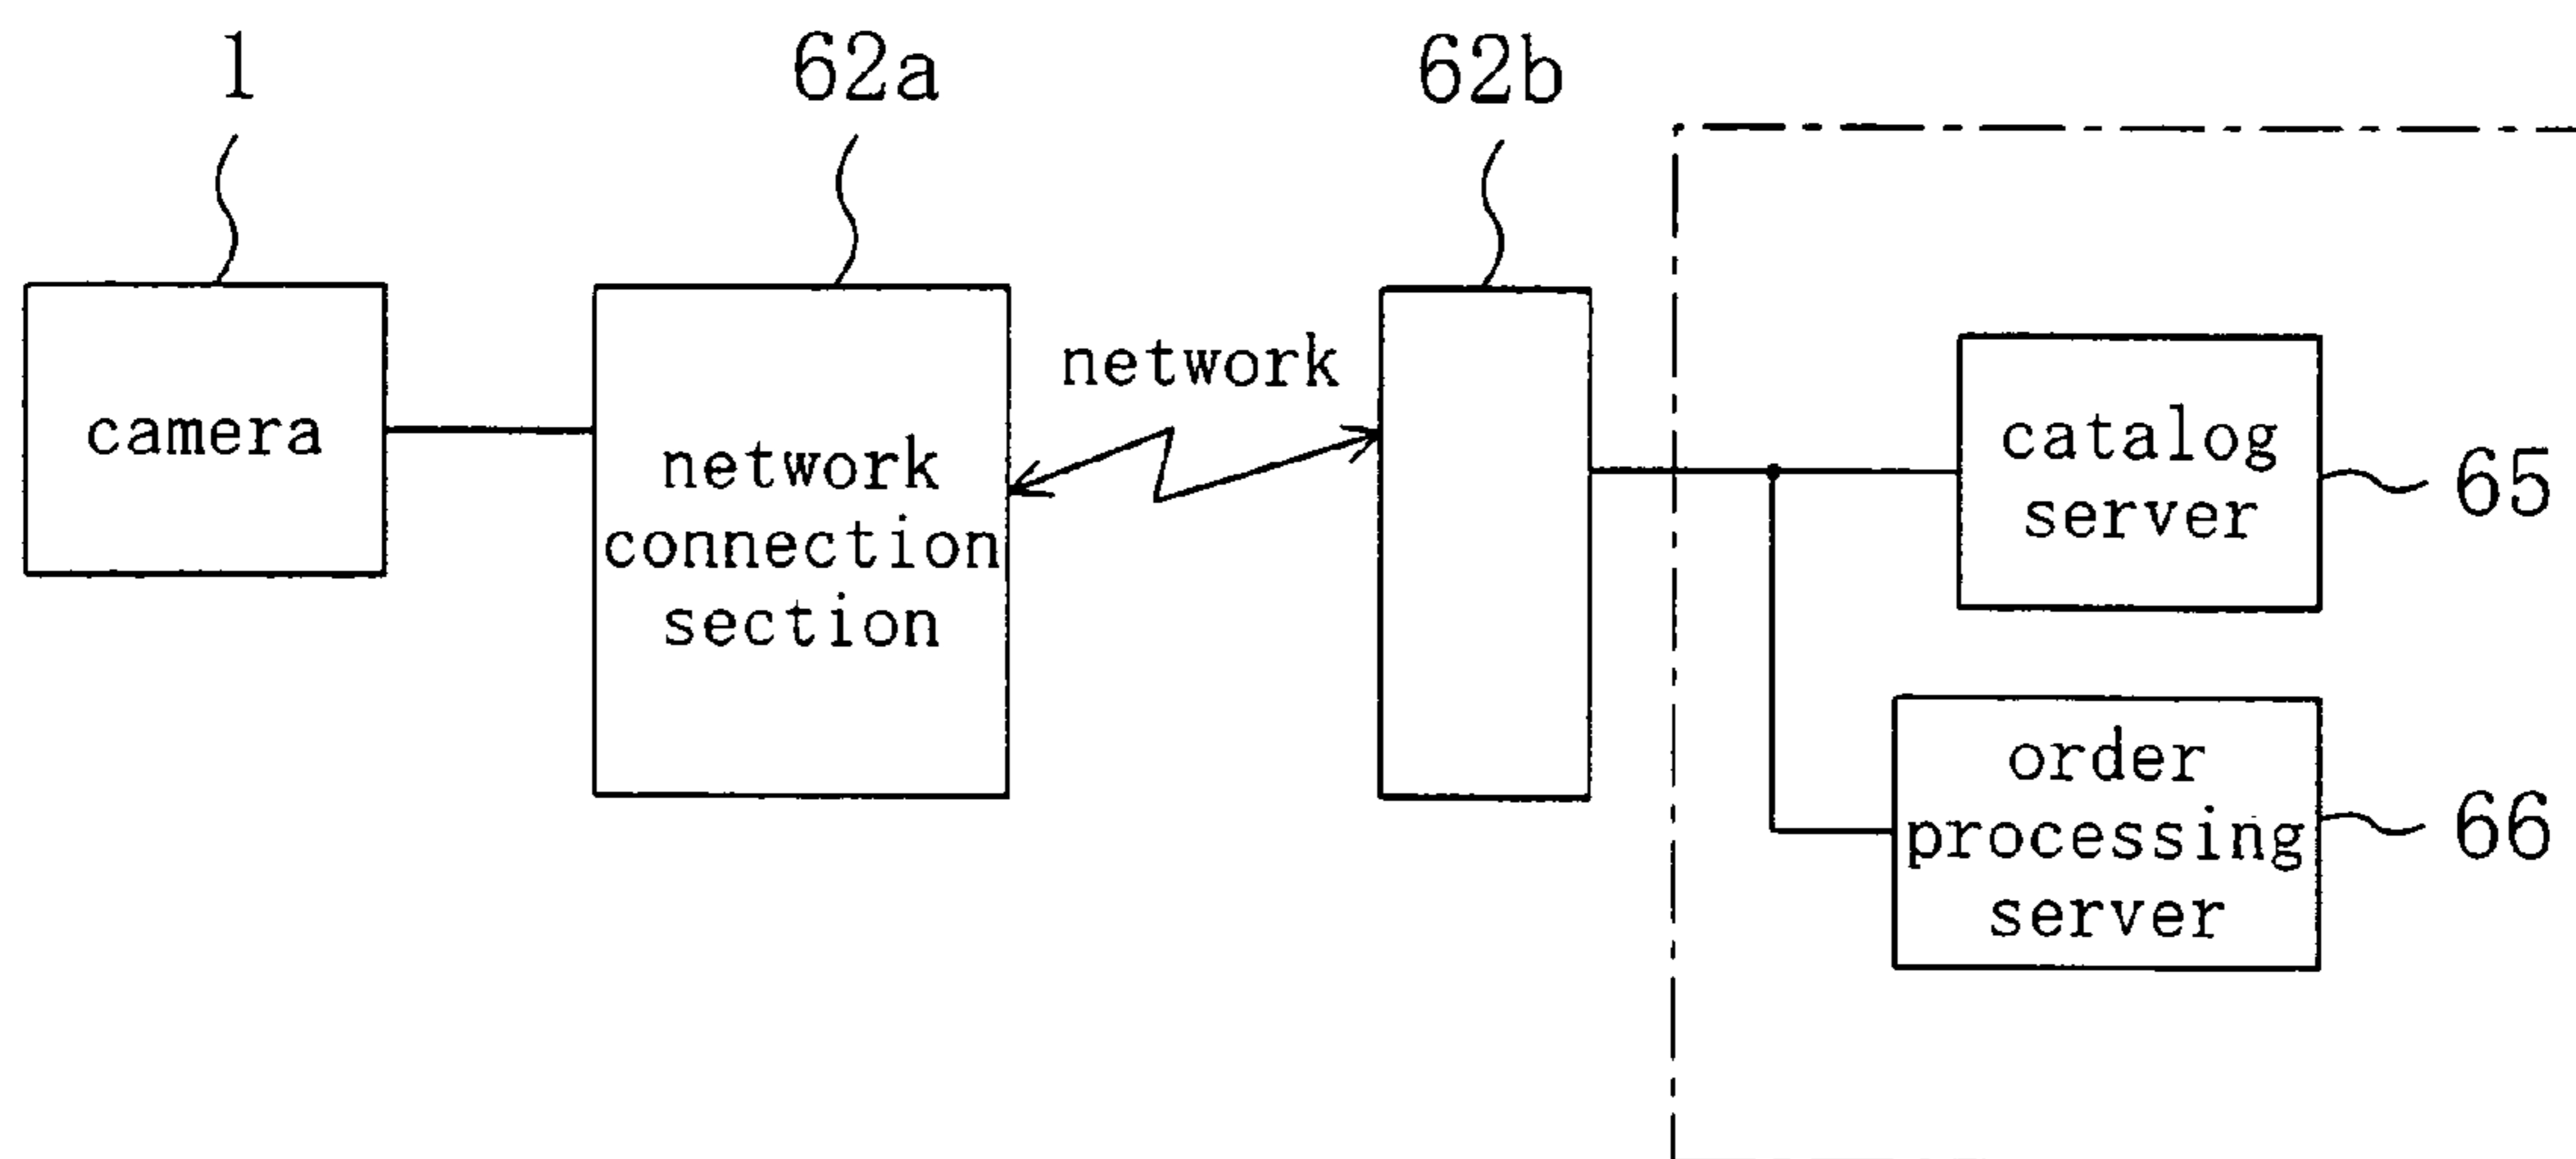 1
62a
62b
camera
network
connection
section
network
catalog
server
65
order
processing
server
66